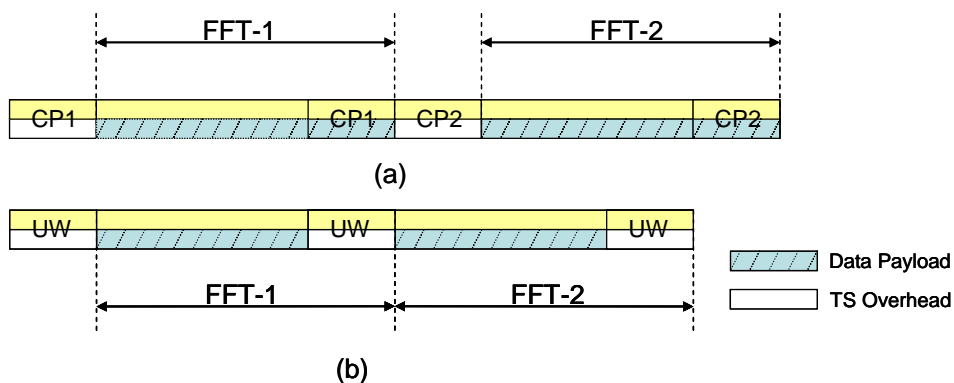 FFT-1 FFT-2
CP1 CP1 CP2 CP2
(a)
UW UW UW
Data Payload
FFT-1 FFT-2
TS Overhead
(b)